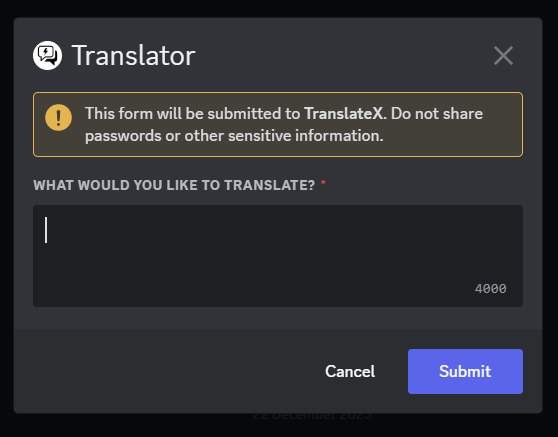 Translator
This form will be submitted to TranslateX. Do not share
passwords or other sensitive information.
WHAT WOULD YOU LIKE TO TRANSLATE? *
4000
Cancel
Submit
22 December 2023